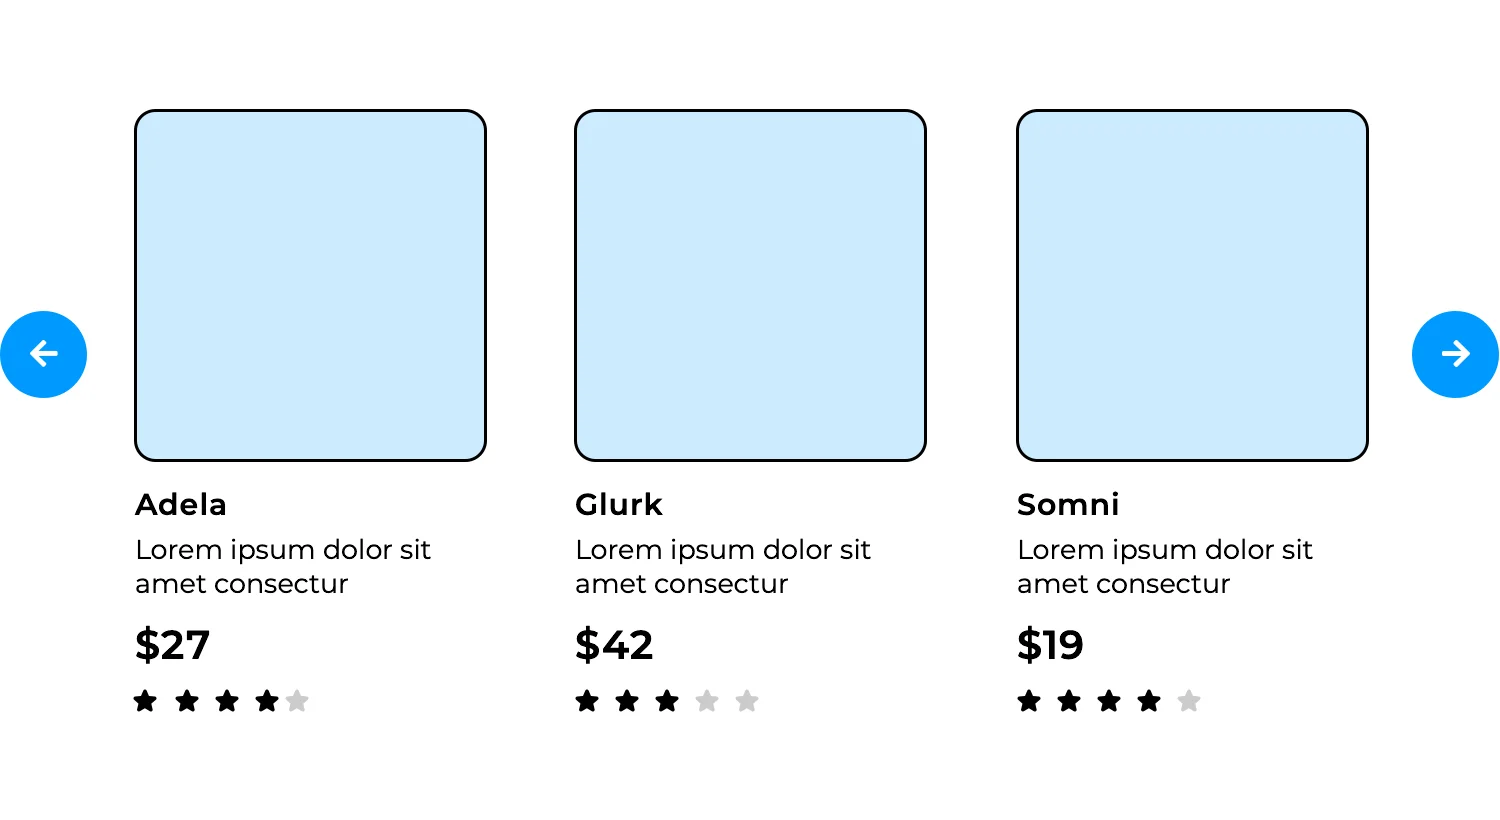 Adela
Lorem ipsum dolor sit
amet consectur
$27
Glurk
Lorem ipsum dolor sit
amet consectur
$42
Somni
Lorem ipsum dolor sit
amet consectur
$19